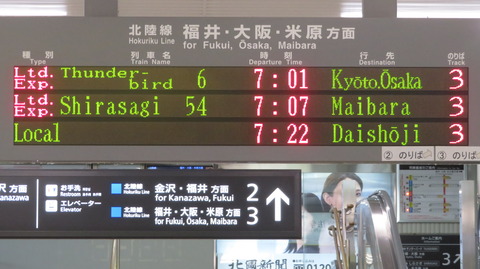 北陸線 福井・大阪・米原 方面
Hokuriku Line for Fukui, Ōsaka, Maibara
種別 列車名 時刻 行先 のりば
Type Train Name Time Destination Track
Ltd. Exp. Thunder-bird 6 7:01 Kyōto.Ōsaka 3
Ltd. Exp. Shirasagi 54 7:07 Maibara 3
Local 7:22 Daishōji 3
② のりば ③ のりば
沢 方面
Kanazawa
お手洗
Restroom
エレベーター
Elevator
北陸線 金沢・福井 方面 2
Hokuriku Line for Kanazawa, Fukui
北陸線 福井・大阪・米原 方面 3
Hokuriku Line for Fukui, Ōsaka, Maibara
北國新聞 0120